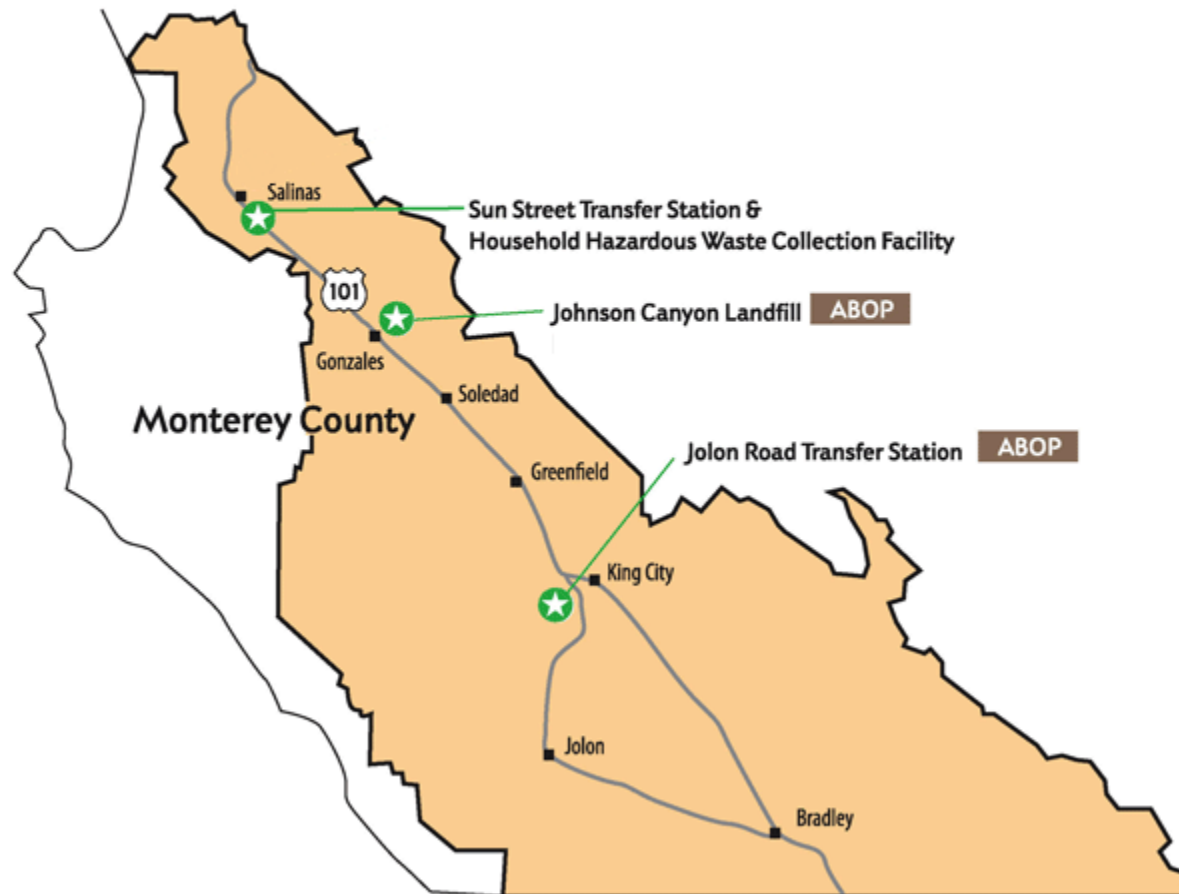 Salinas
Sun Street Transfer Station &
Household Hazardous Waste Collection Facility
101
Johnson Canyon Landfill ABOP
Gonzales
Soledad
Monterey County
Jolon Road Transfer Station ABOP
Greenfield
King City
Jolon
Bradley